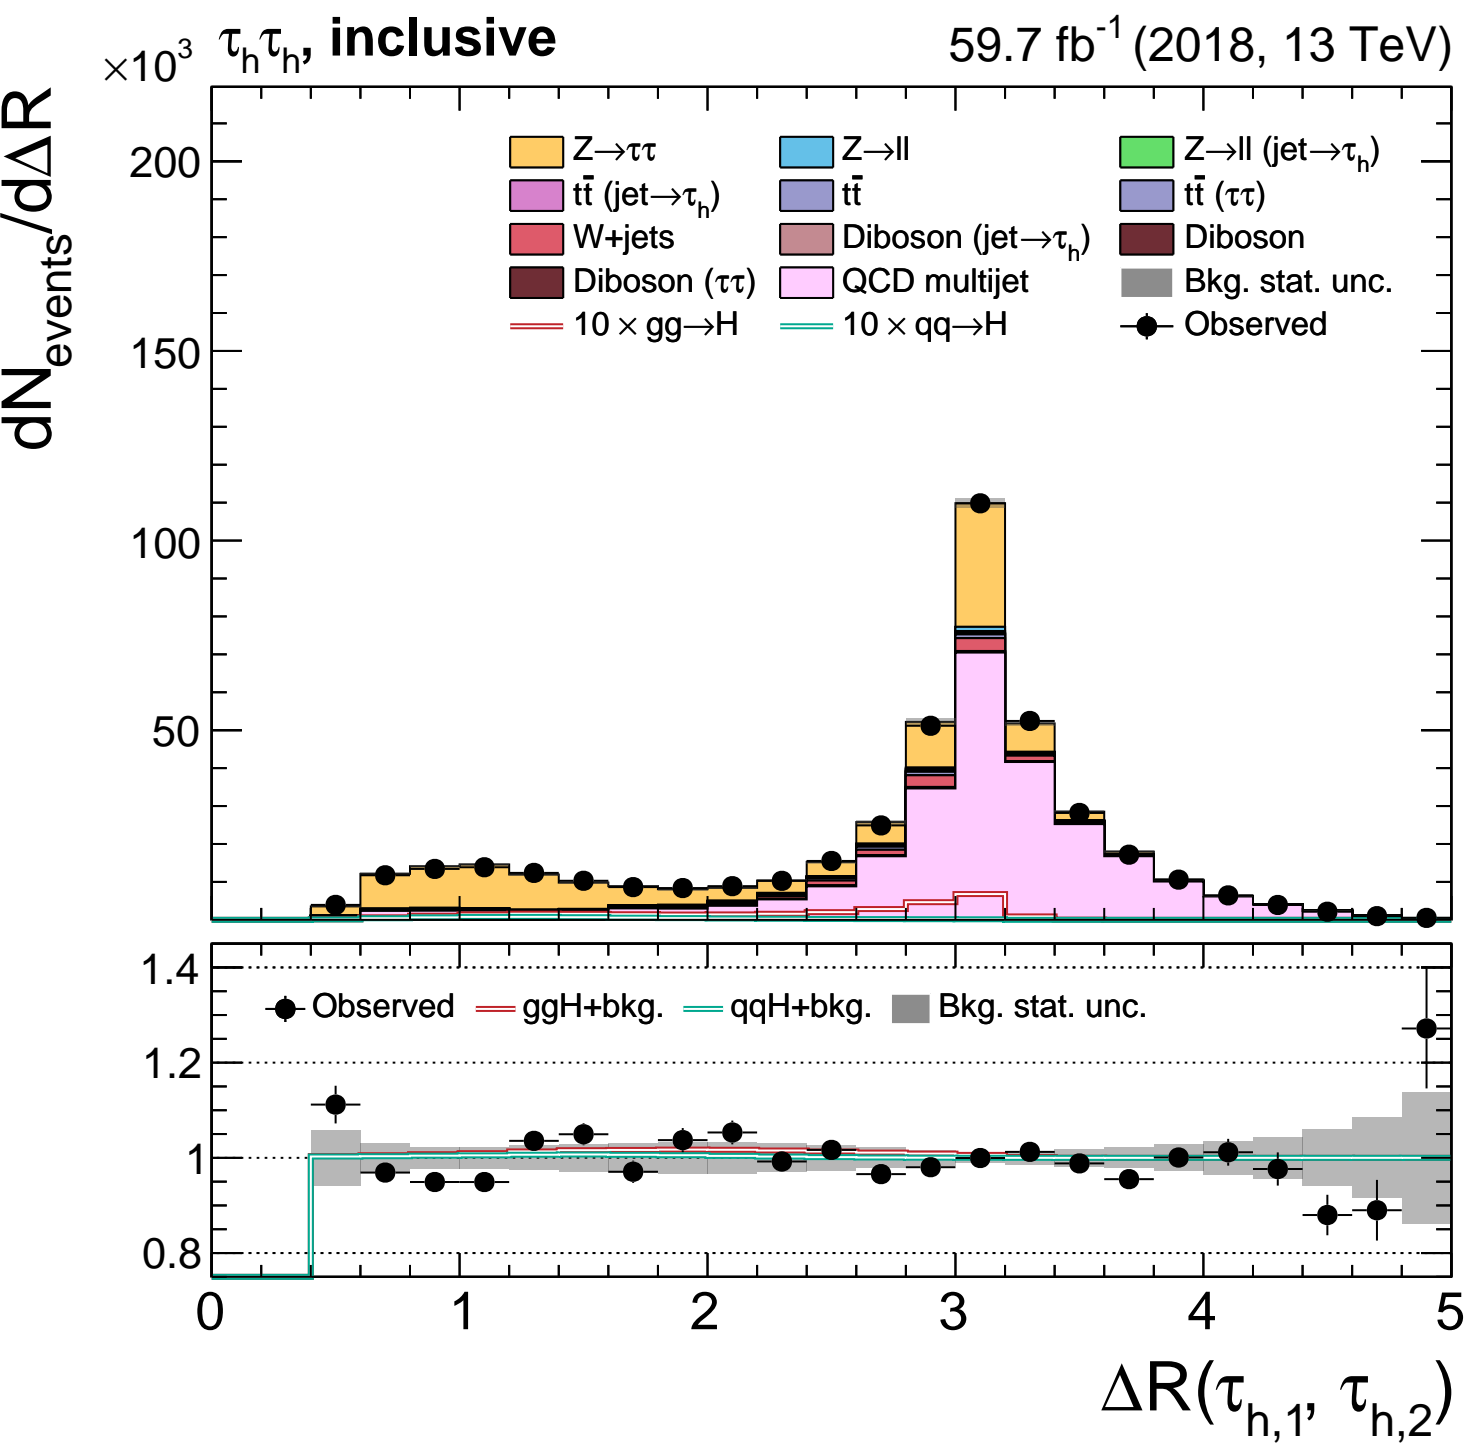 ×10³ τₕτₕ, inclusive 59.7 fb⁻¹ (2018, 13 TeV)
dN_events/dΔR
200
150
100
50
Z→ττ Z→ll Z→ll (jet→τₕ)
tt̄ (jet→τₕ) tt̄ tt̄ (ττ)
W+jets Diboson (jet→τₕ) Diboson
Diboson (ττ) QCD multijet Bkg. stat. unc.
10 × gg→H 10 × qq→H Observed
1.4
1.2
1
0.8
Observed ggH+bkg. qqH+bkg. Bkg. stat. unc.
0 1 2 3 4 5
ΔR(τ_h,1, τ_h,2)